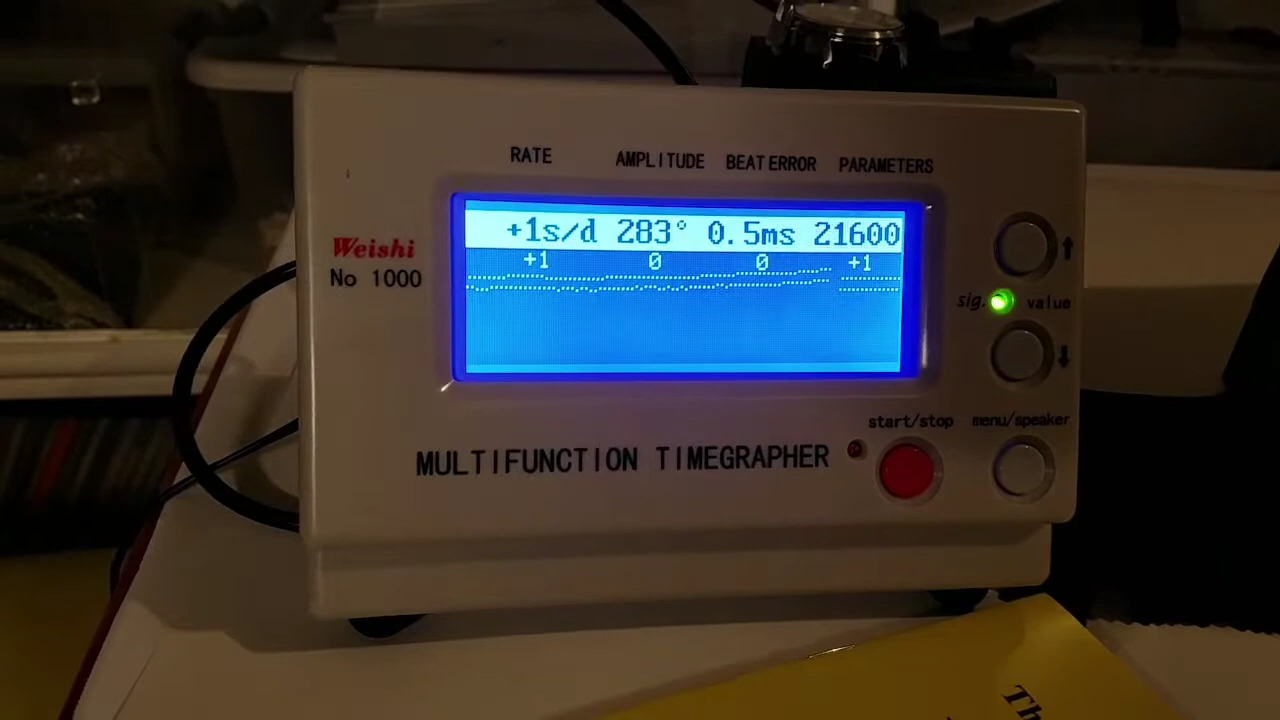 RATE AMPLITUDE BEAT ERROR PARAMETERS
+1s/d 283° 0.5ms 21600
+1 0 0 +1
Weishi
No 1000
sig. value
start/stop menu/speaker
MULTIFUNCTION TIMEGRAPHER
Th